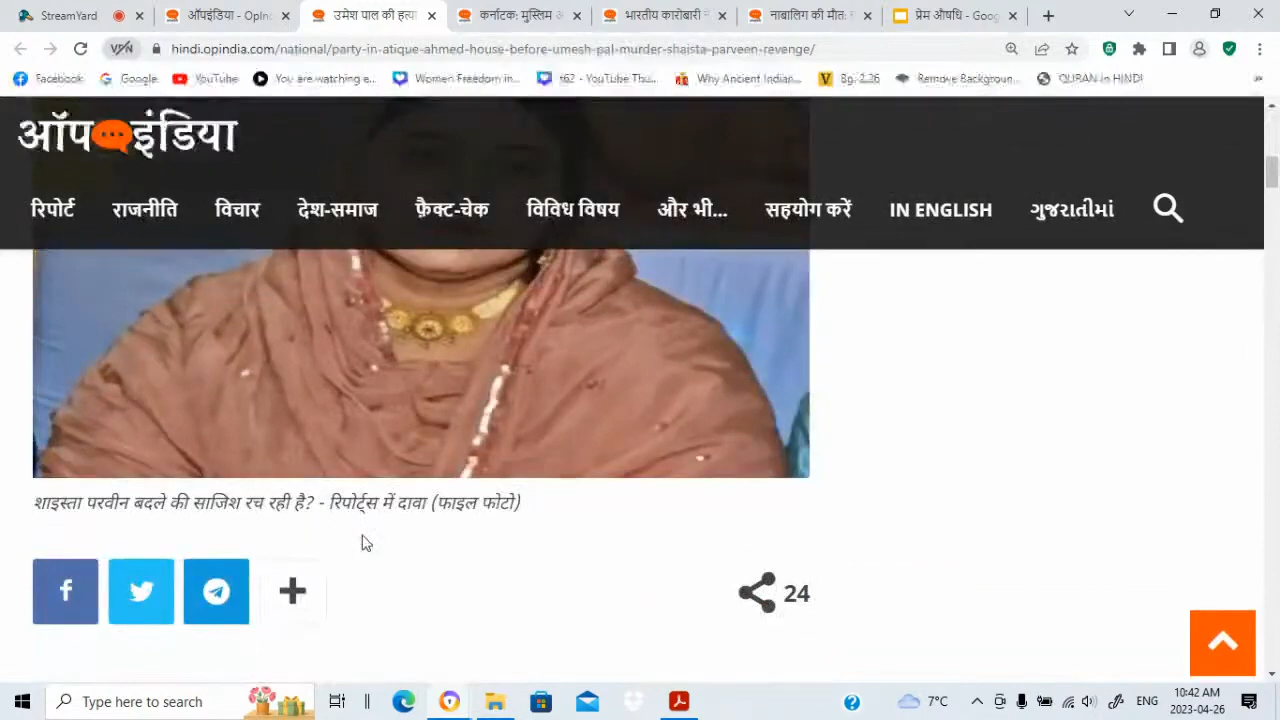 StreamYar
ऑपइंडिया - OpIn
उमेश पाल की हत्या
कर्नाटक: मुस्लिम
भारतीय कारोबारी
नाबालिग की मौत:
प्रेम औषधि - Goog
VPN
hindi.opindia.com/national/party-in-atique-ahmed-house-before-umesh-pal-murder-shaista-parveen-revenge/
Facebook
Google
YouTube
You are watching e...
Women Freedom in...
t62 - YouTube Thu...
Why Ancient Indian...
Bg. 2.26
Remove Backgroun...
QURAN in HINDI
ऑपइंडिया
रिपोर्ट राजनीति विचार देश-समाज फ़ैक्ट-चेक विविध विषय और भी... सहयोग करें IN ENGLISH ગુજરાતીમાં
शाइस्ता परवीन बदले की साजिश रच रही है? - रिपोर्ट्स में दावा (फाइल फोटो)
24
Type here to search
7°C
ENG
10:42 AM
2023-04-26